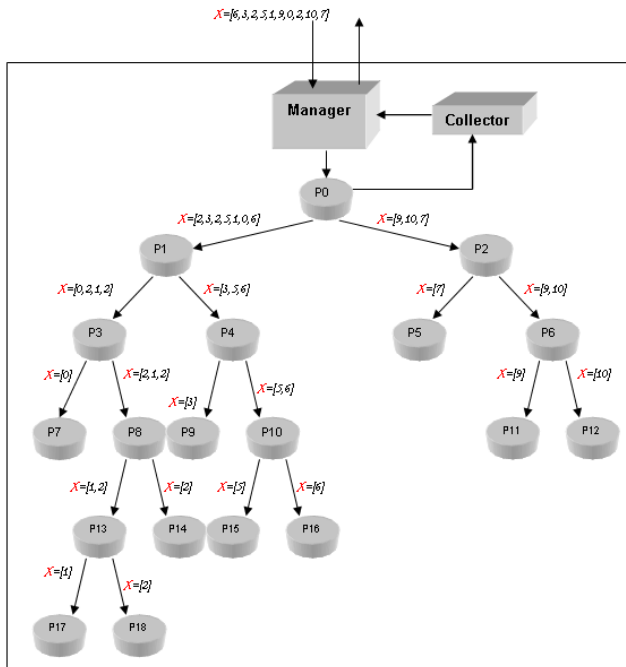 X=[6,3,2,5,1,9,0,2,10,7]
Manager
Collector
P0
X=[2,3,2,5,1,0,6]
X=[9,10,7]
P1
P2
X=[0,2,1,2]
X=[3,5,6]
X=[7]
X=[9,10]
P3
P4
P5
P6
X=[0]
X=[2,1,2]
X=[3]
X=[5,6]
X=[9]
X=[10]
P7
P8
P9
P10
P11
P12
X=[1,2]
X=[2]
X=[5]
X=[6]
P13
P14
P15
P16
X=[1]
X=[2]
P17
P18